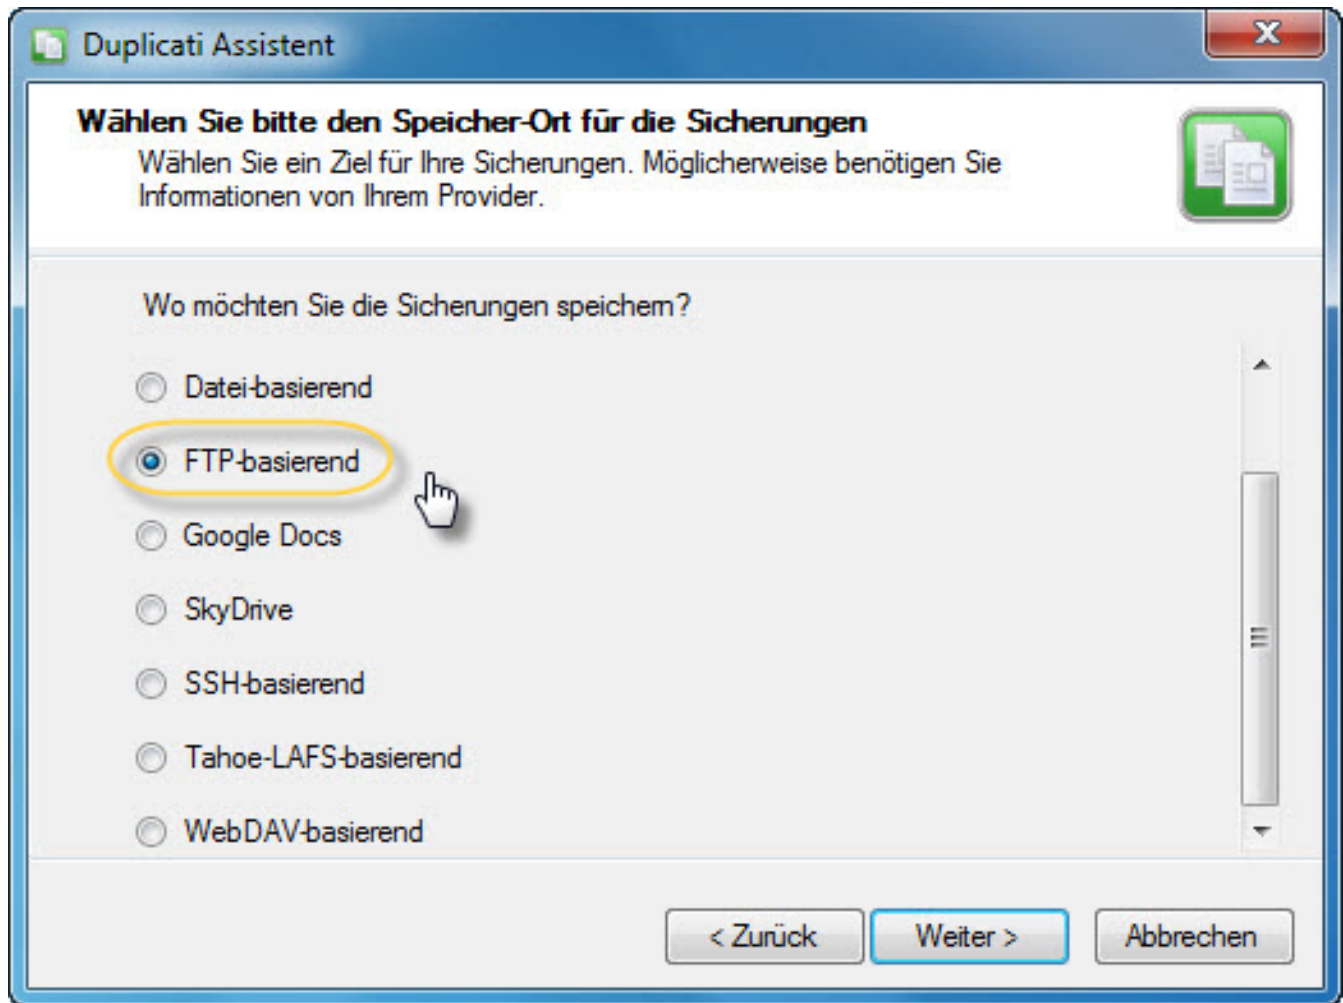 Duplicati Assistent
Wählen Sie bitte den Speicher-Ort für die Sicherungen
Wählen Sie ein Ziel für Ihre Sicherungen. Möglicherweise benötigen Sie
Informationen von Ihrem Provider.
Wo möchten Sie die Sicherungen speichern?
Datei-basierend
FTP-basierend
Google Docs
SkyDrive
SSH-basierend
Tahoe-LAFS-basierend
WebDAV-basierend
< Zurück
Weiter >
Abbrechen